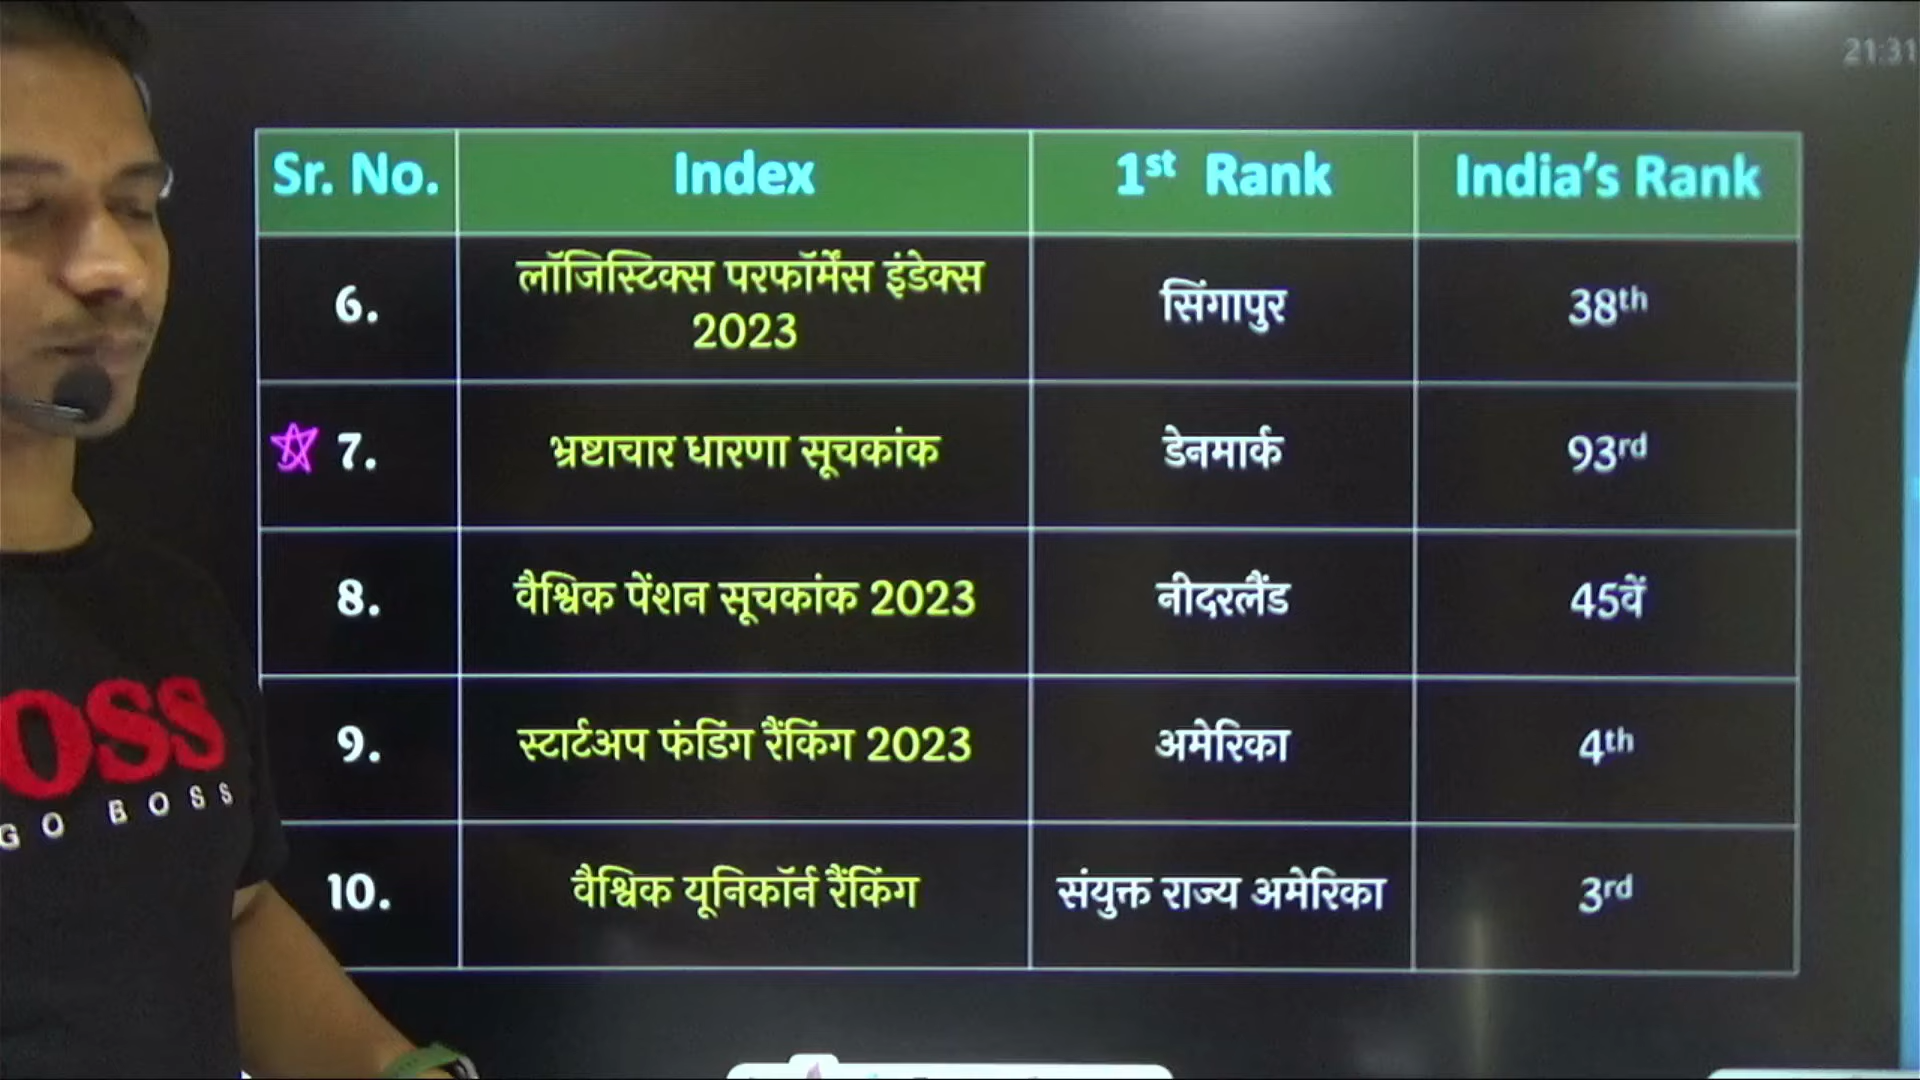 21:31
Sr. No. Index 1st Rank India's Rank
6. लॉजिस्टिक्स परफॉर्मेंस इंडेक्स 2023 सिंगापुर 38th
7. भ्रष्टाचार धारणा सूचकांक डेनमार्क 93rd
8. वैश्विक पेंशन सूचकांक 2023 नीदरलैंड 45वें
9. स्टार्टअप फंडिंग रैंकिंग 2023 अमेरिका 4th
10. वैश्विक यूनिकॉर्न रैंकिंग संयुक्त राज्य अमेरिका 3rd
OSS
GO BOSS